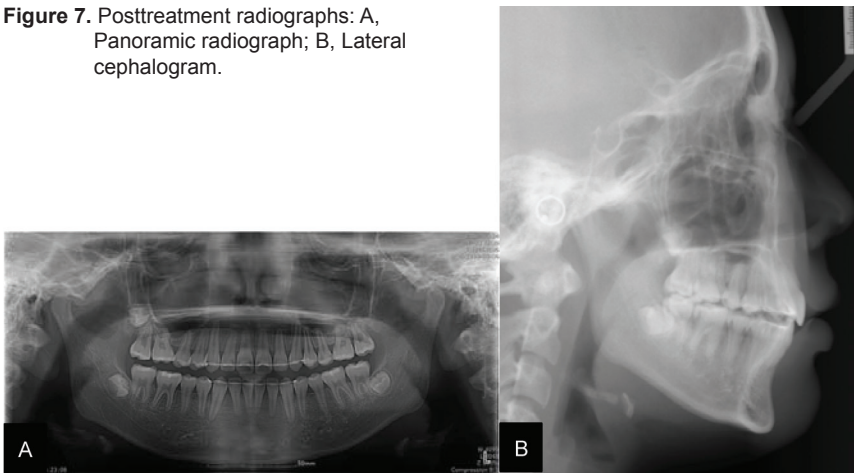 Figure 7. Posttreatment radiographs: A,
Panoramic radiograph; B, Lateral
cephalogram.
A
B